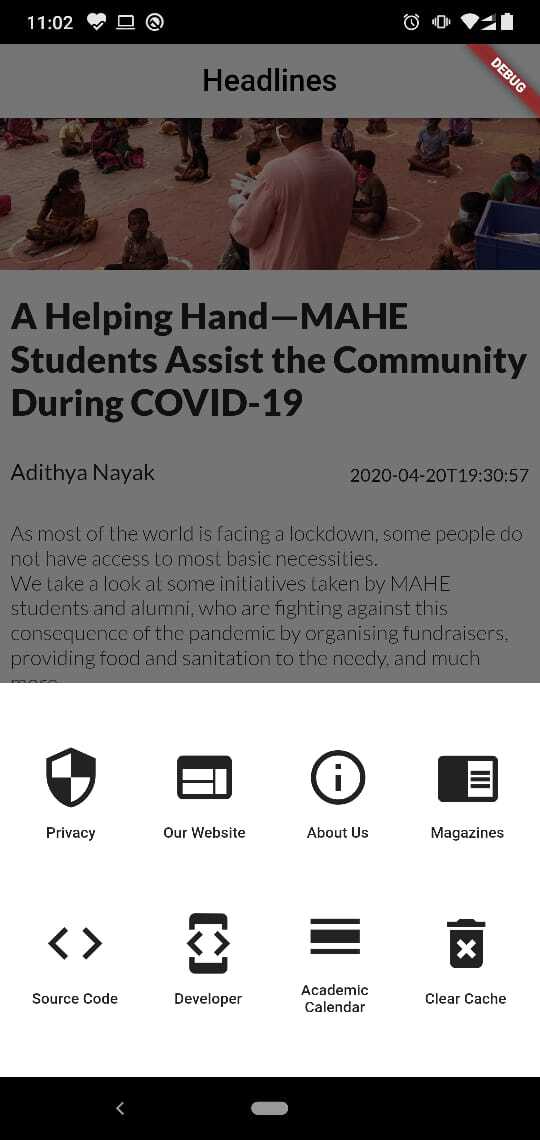 11:02
DEBUG
Headlines
A Helping Hand—MAHE
Students Assist the Community
During COVID-19
Adithya Nayak
2020-04-20T19:30:57
As most of the world is facing a lockdown, some people do
not have access to most basic necessities.
We take a look at some initiatives taken by MAHE
students and alumni, who are fighting against this
consequence of the pandemic by organising fundraisers,
providing food and sanitation to the needy, and much
more
Privacy
Our Website
About Us
Magazines
Source Code
Developer
Academic
Calendar
Clear Cache